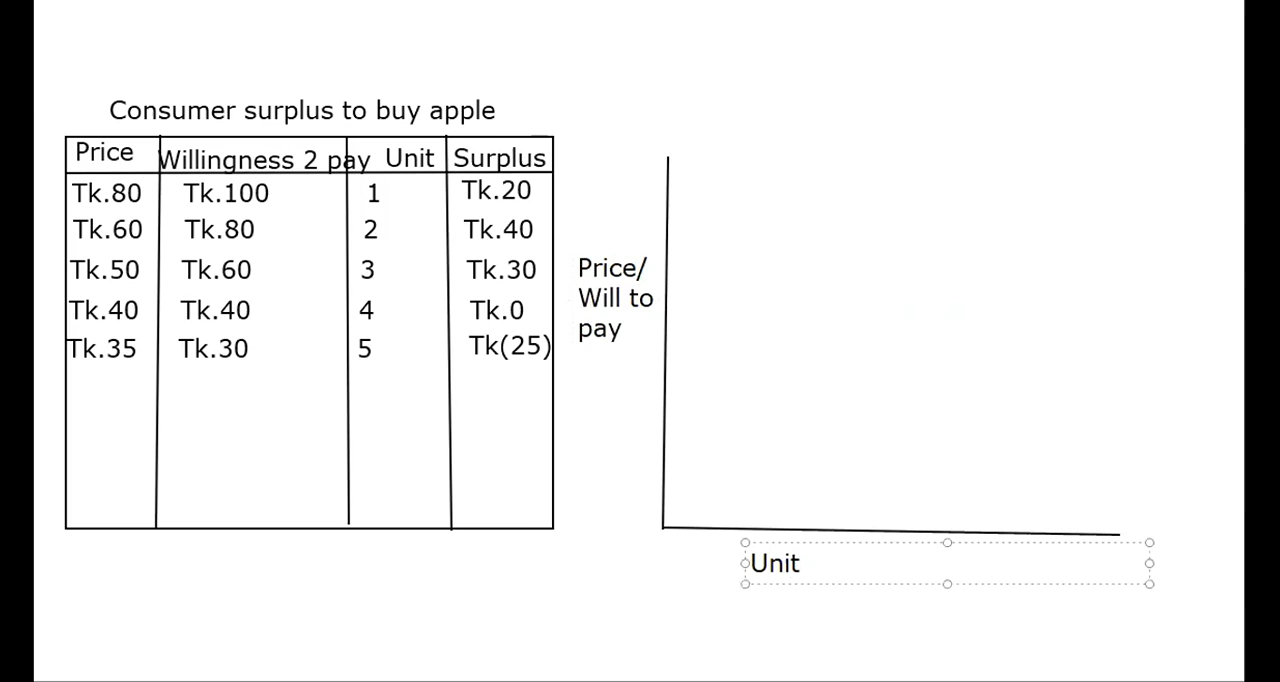 Consumer surplus to buy apple
Price Willingness 2 pay Unit Surplus
Tk.80 Tk.100 1 Tk.20
Tk.60 Tk.80 2 Tk.40
Tk.50 Tk.60 3 Tk.30
Tk.40 Tk.40 4 Tk.0
Tk.35 Tk.30 5 Tk(25)
Price/
Will to
pay
Unit